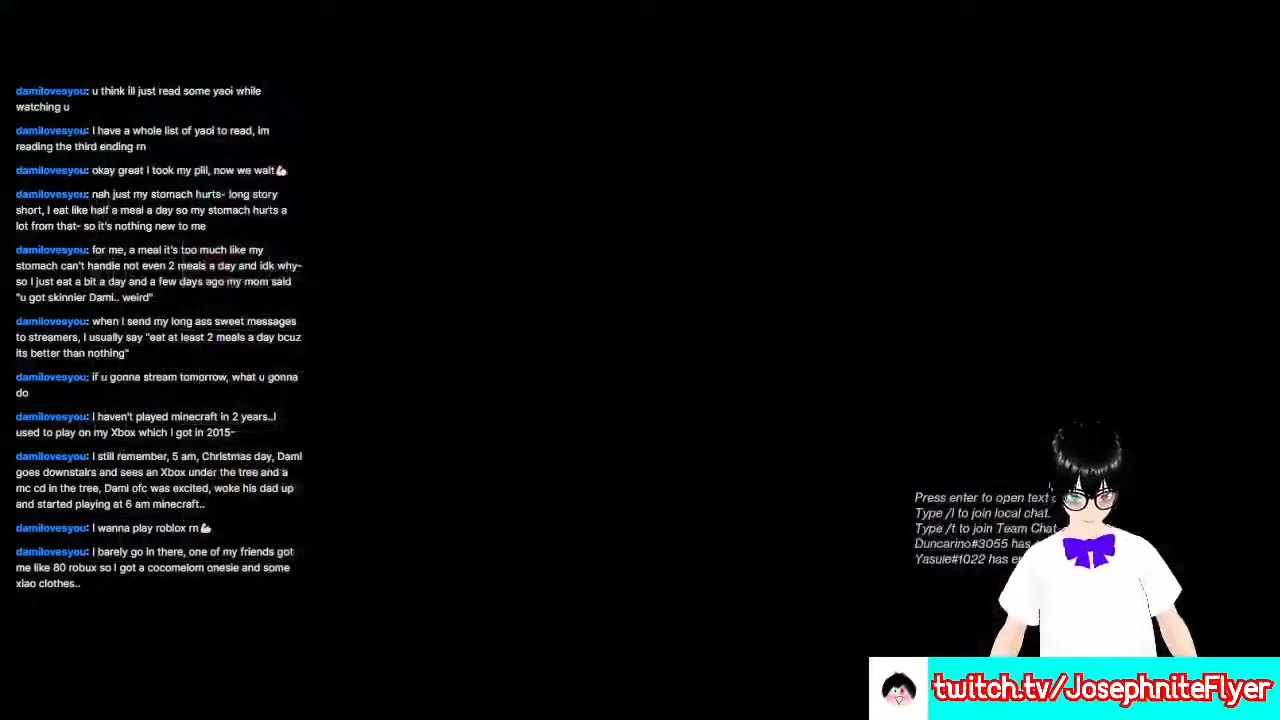 damilovesyou: u think ill just read some yaoi while
watching u
damilovesyou: I have a whole list of yaoi to read, im
reading the third ending rn
damilovesyou: okay great I took my pill, now we wait💪
damilovesyou: nah just my stomach hurts- long story
short, I eat like half a meal a day so my stomach hurts a
lot from that- so it's nothing new to me
damilovesyou: for me, a meal it's too much like my
stomach can't handle not even 2 meals a day and idk why-
so I just eat a bit a day and a few days ago my mom said
"u got skinnier Dami.. weird"
damilovesyou: when I send my long ass sweet messages
to streamers, I usually say "eat at least 2 meals a day bcuz
its better than nothing"
damilovesyou: if u gonna stream tomorrow, what u gonna
do
damilovesyou: I haven't played minecraft in 2 years..I
used to play on my Xbox which I got in 2015-
damilovesyou: I still remember, 5 am, Christmas day, Dami
goes downstairs and sees an Xbox under the tree and a
mc cd in the tree, Dami ofc was excited, woke his dad up
and started playing at 6 am minecraft..
damilovesyou: I wanna play roblox rn💪
damilovesyou: I barely go in there, one of my friends got
me like 80 robux so I got a cocomelom onesie and some
xiao clothes..
Press enter to open text
Type /l to join local chat.
Type /t to join Team Chat
Duncarino#3055 has
Yasuie#1022 has
twitch.tv/JosephniteFlyer